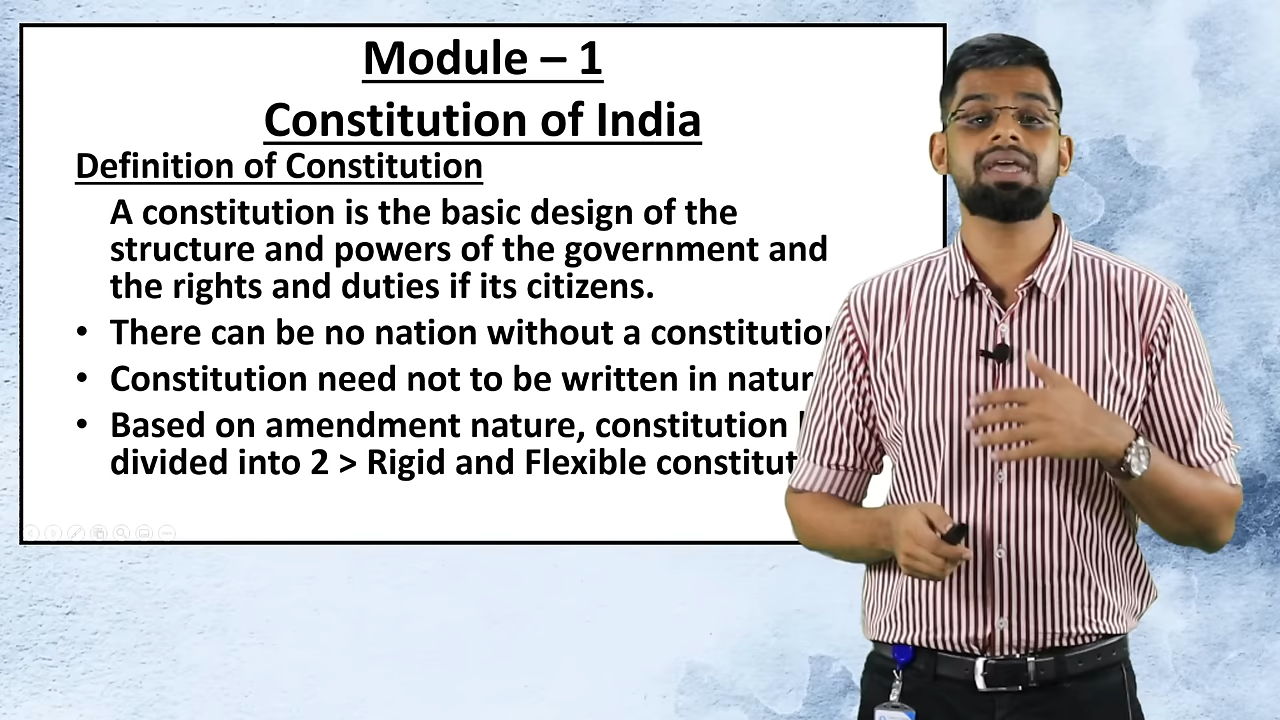 Module – 1
Constitution of India
Definition of Constitution
A constitution is the basic design of the
structure and powers of the government and
the rights and duties if its citizens.
• There can be no nation without a
• Constitution need not to be written in
• Based on amendment nature, constitution
divided into 2 > Rigid and Flexible